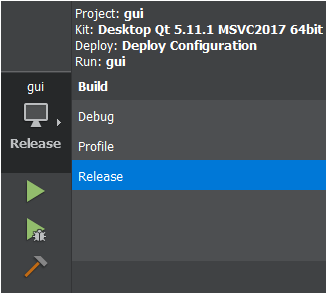 Project: gui
Kit: Desktop Qt 5.11.1 MSVC2017 64bit
Deploy: Deploy Configuration
Run: gui
gui
Release
Build
Debug
Profile
Release